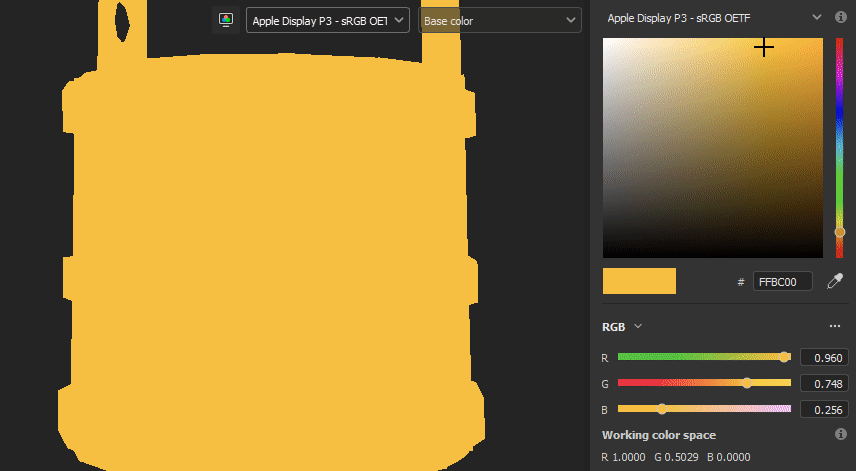 Apple Display P3 - sRGB OET
Base color
Apple Display P3 - sRGB OETF
# FFBC00
RGB
R 0.960
G 0.748
B 0.256
Working color space
R 1.0000 G 0.5029 B 0.0000